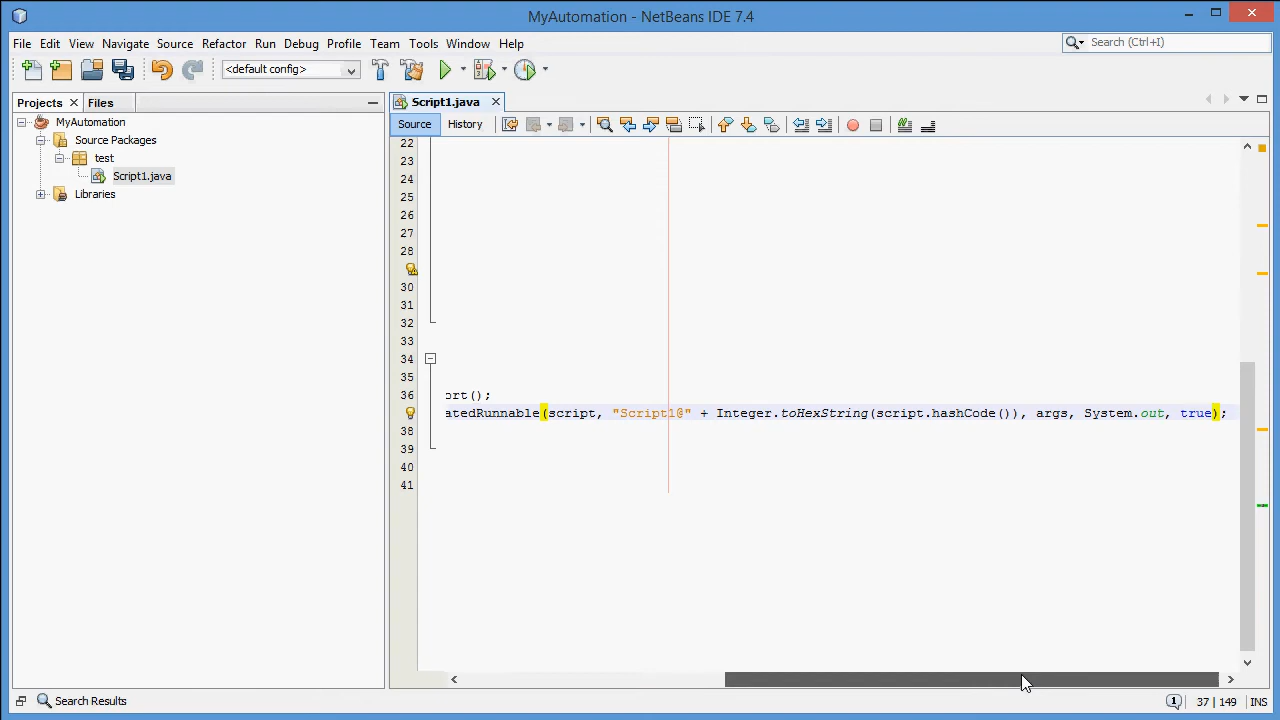 MyAutomation - NetBeans IDE 7.4
File Edit View Navigate Source Refactor Run Debug Profile Team Tools Window Help
Search (Ctrl+I)
<default config>
Projects Files
Script1.java
MyAutomation
Source Packages
test
Script1.java
Libraries
Source History
22
23
24
25
26
27
28
30
31
32
33
34
35
36 ort();
atedRunnable(script, "Script1@" + Integer.toHexString(script.hashCode()), args, System.out, true);
38
39
40
41
Search Results
1 37 | 149 INS